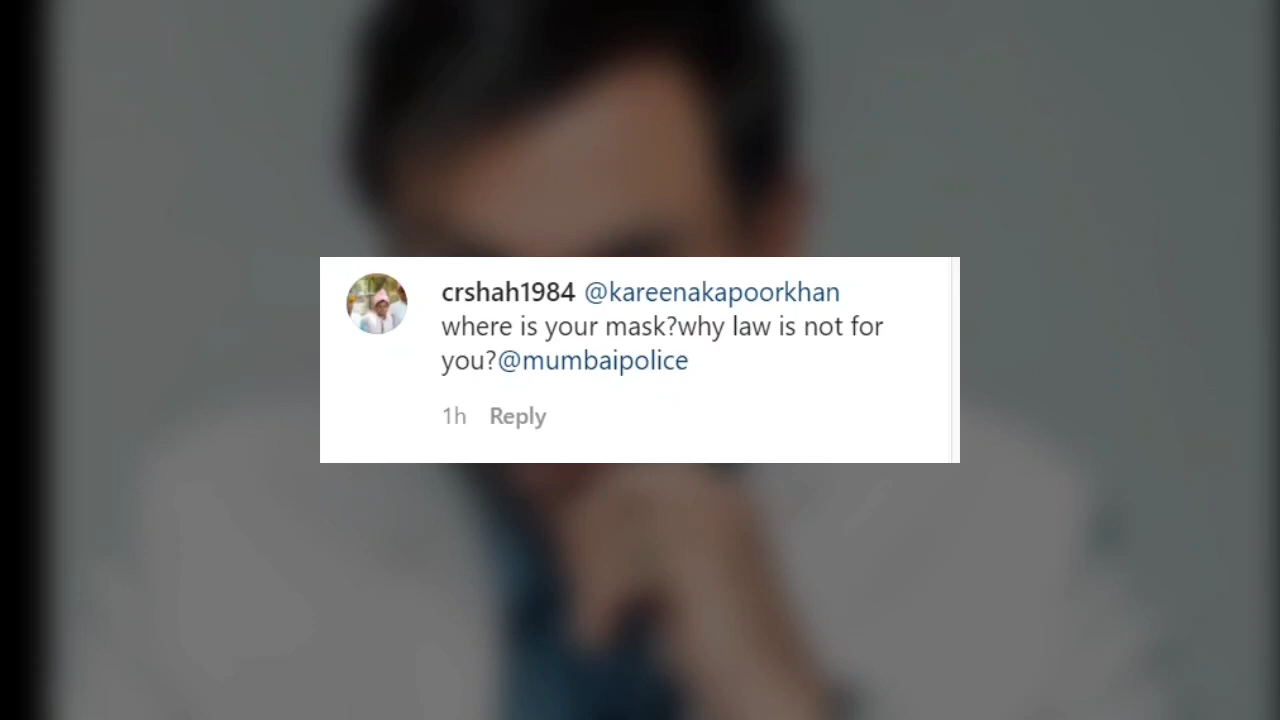 crshah1984 @kareenakapoorkhan
where is your mask?why law is not for
you?@mumbaipolice
1h Reply